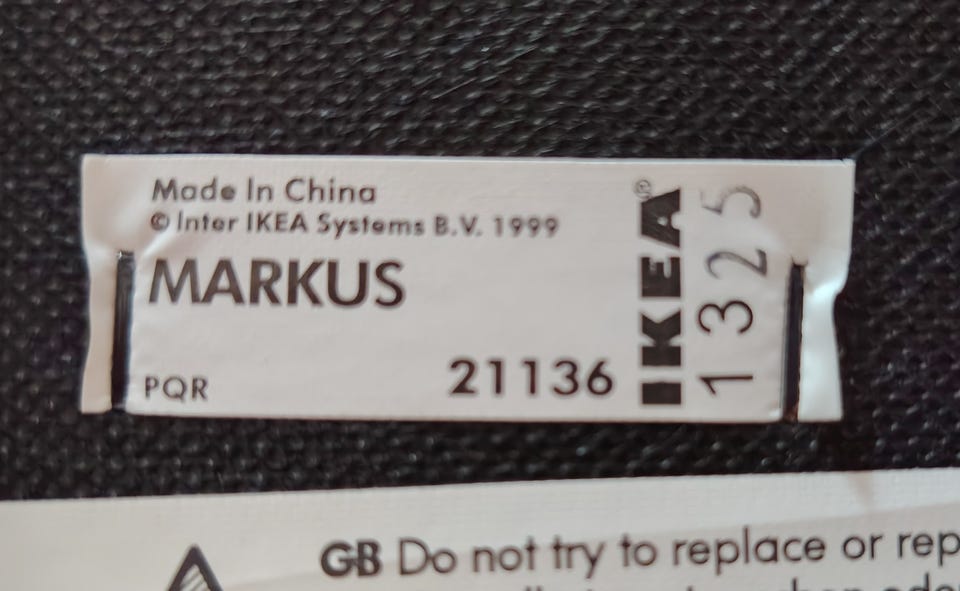 Made In China
© Inter IKEA Systems B.V. 1999
MARKUS
PQR
21136
IKEA®
1325
GB Do not try to replace or rep